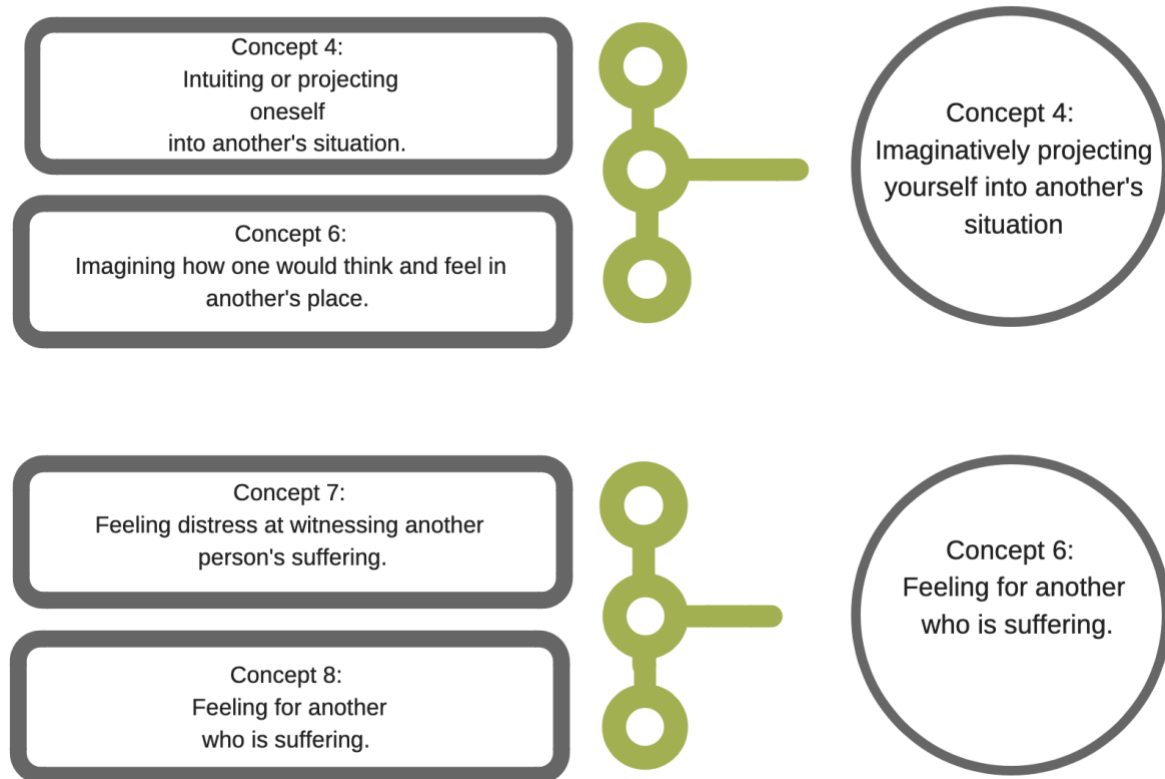 Concept 4:
Intuiting or projecting
oneself
into another's situation.
Concept 6:
Imagining how one would think and feel in
another's place.
Concept 4:
Imaginatively projecting
yourself into another's
situation
Concept 7:
Feeling distress at witnessing another
person's suffering.
Concept 8:
Feeling for another
who is suffering.
Concept 6:
Feeling for another
who is suffering.